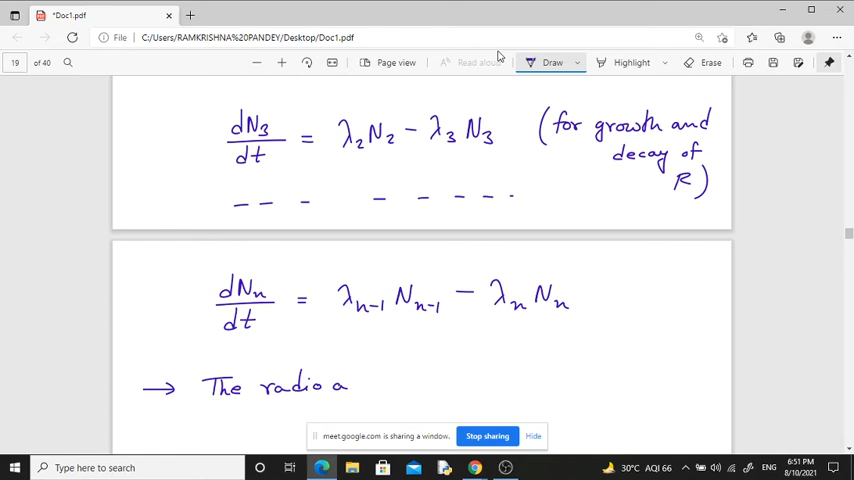 *Doc1.pdf
File C:/Users/RAMKRISHNA%20PANDEY/Desktop/Doc1.pdf
19 of 40 Page view Read aloud Draw Highlight Erase
dN₃/dt = λ₂N₂ − λ₃N₃ (for growth and
decay of
R)
_ _ _ _ _ _ _ .
dNₙ/dt = λₙ₋₁ Nₙ₋₁ − λₙ Nₙ
→ The radio a
meet.google.com is sharing a window. Stop sharing Hide
Type here to search
30°C AQI 66 ENG 6:51 PM
8/10/2021